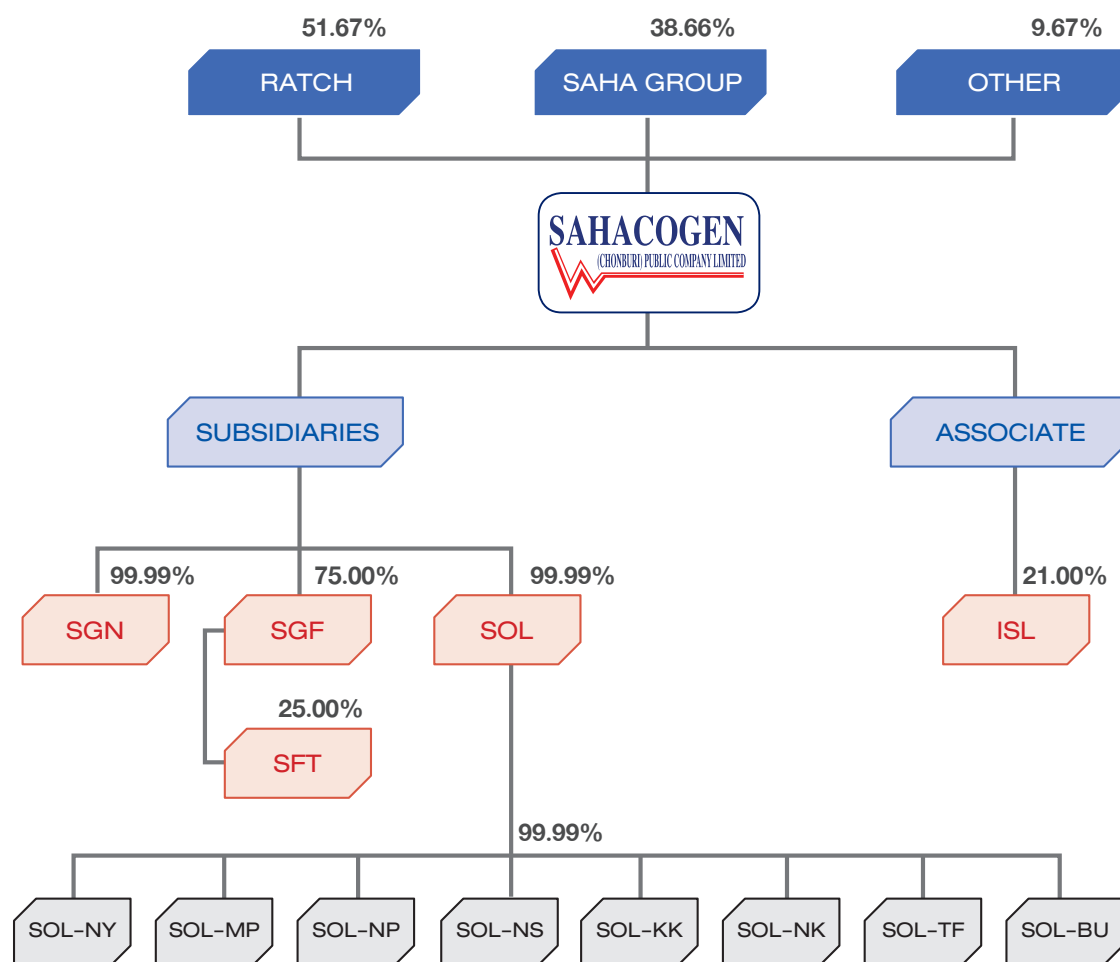 51.67%
38.66%
9.67%
RATCH
SAHA GROUP
OTHER
SAHACOGEN
(CHONBURI) PUBLIC COMPANY LIMITED
SUBSIDIARIES
ASSOCIATE
99.99%
75.00%
99.99%
21.00%
SGN
SGF
SOL
ISL
25.00%
SFT
99.99%
SOL-NY
SOL-MP
SOL-NP
SOL-NS
SOL-KK
SOL-NK
SOL-TF
SOL-BU